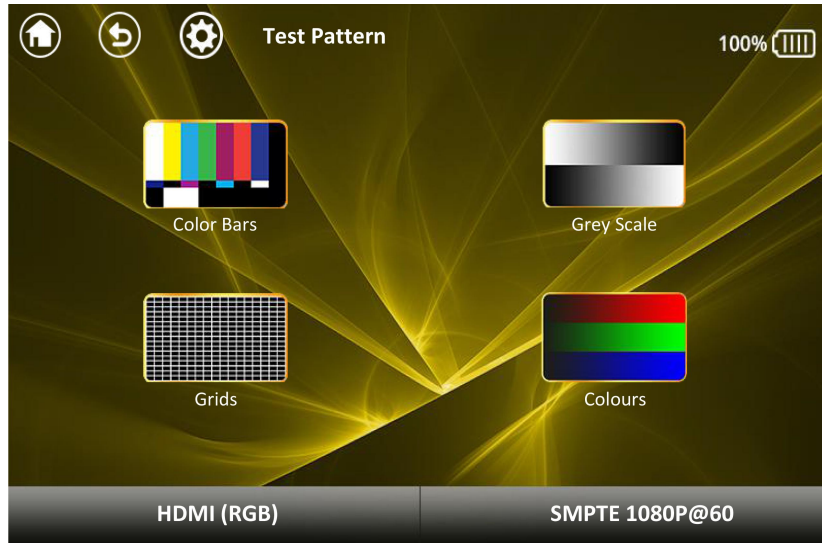 Test Pattern
100%
Color Bars
Grey Scale
Grids
Colours
HDMI (RGB)
SMPTE 1080P@60